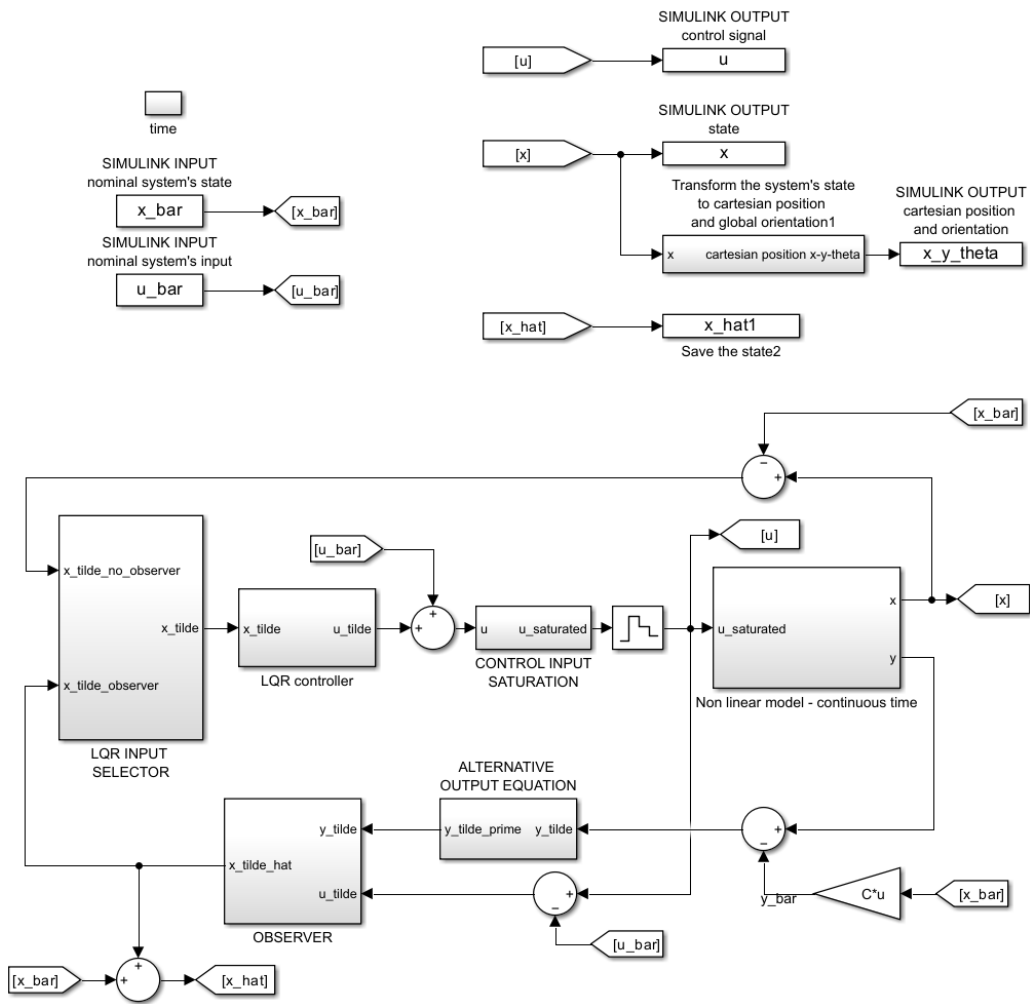 SIMULINK OUTPUT
control signal
[u]
u
time
SIMULINK INPUT
nominal system's state
x_bar
[x_bar]
SIMULINK INPUT
nominal system's input
u_bar
[u_bar]
SIMULINK OUTPUT
state
[x]
x
Transform the system's state
to cartesian position
and global orientation1
x
cartesian position x-y-theta
SIMULINK OUTPUT
cartesian position
and orientation
x_y_theta
[x_hat]
x_hat1
Save the state2
[x_bar]
−
+
x_tilde_no_observer
x_tilde
x_tilde_observer
LQR INPUT
SELECTOR
x_tilde
u_tilde
LQR controller
[u_bar]
+
+
u
u_saturated
CONTROL INPUT
SATURATION
[u]
u_saturated
x
y
Non linear model - continuous time
[x]
ALTERNATIVE
OUTPUT EQUATION
y_tilde_prime
y_tilde
+
−
y_bar
C*u
[x_bar]
y_tilde
x_tilde_hat
u_tilde
OBSERVER
+
−
[u_bar]
[x_bar]
+
+
[x_hat]